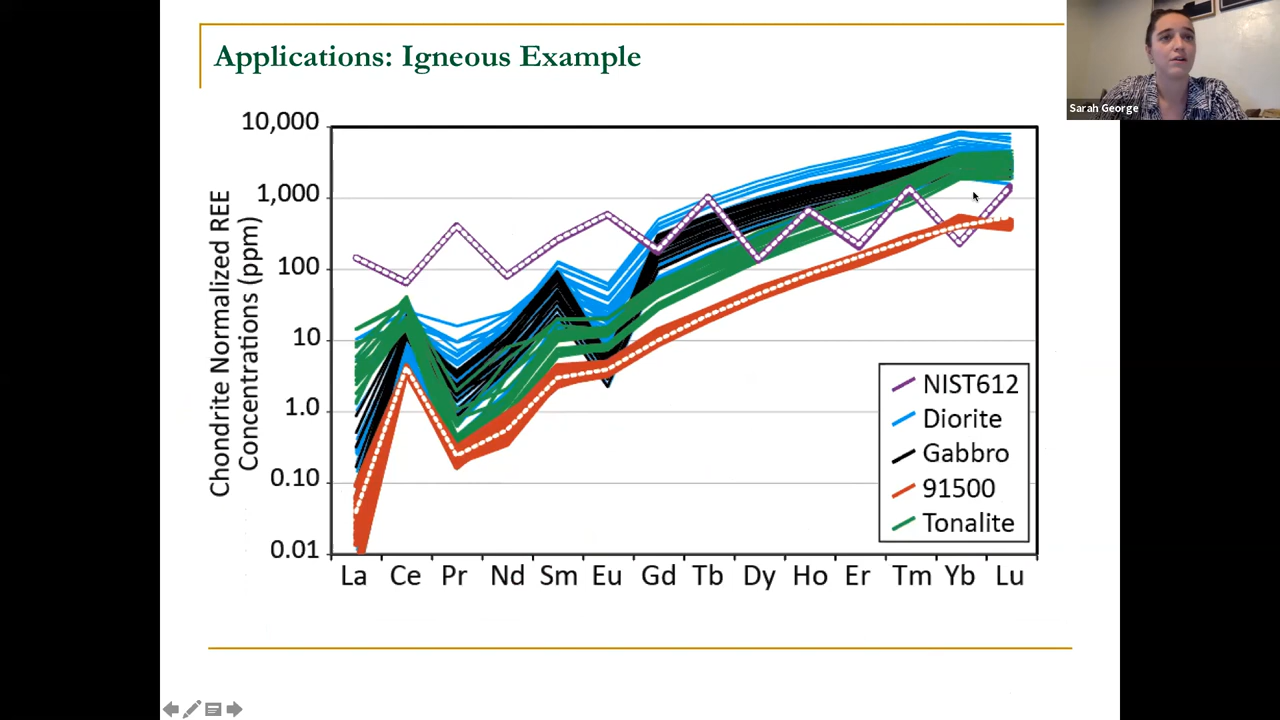 Applications: Igneous Example
Sarah George
Chondrite Normalized REE
Concentrations (ppm)
10,000
1,000
100
10
1.0
0.10
0.01
La Ce Pr Nd Sm Eu Gd Tb Dy Ho Er Tm Yb Lu
NIST612
Diorite
Gabbro
91500
Tonalite